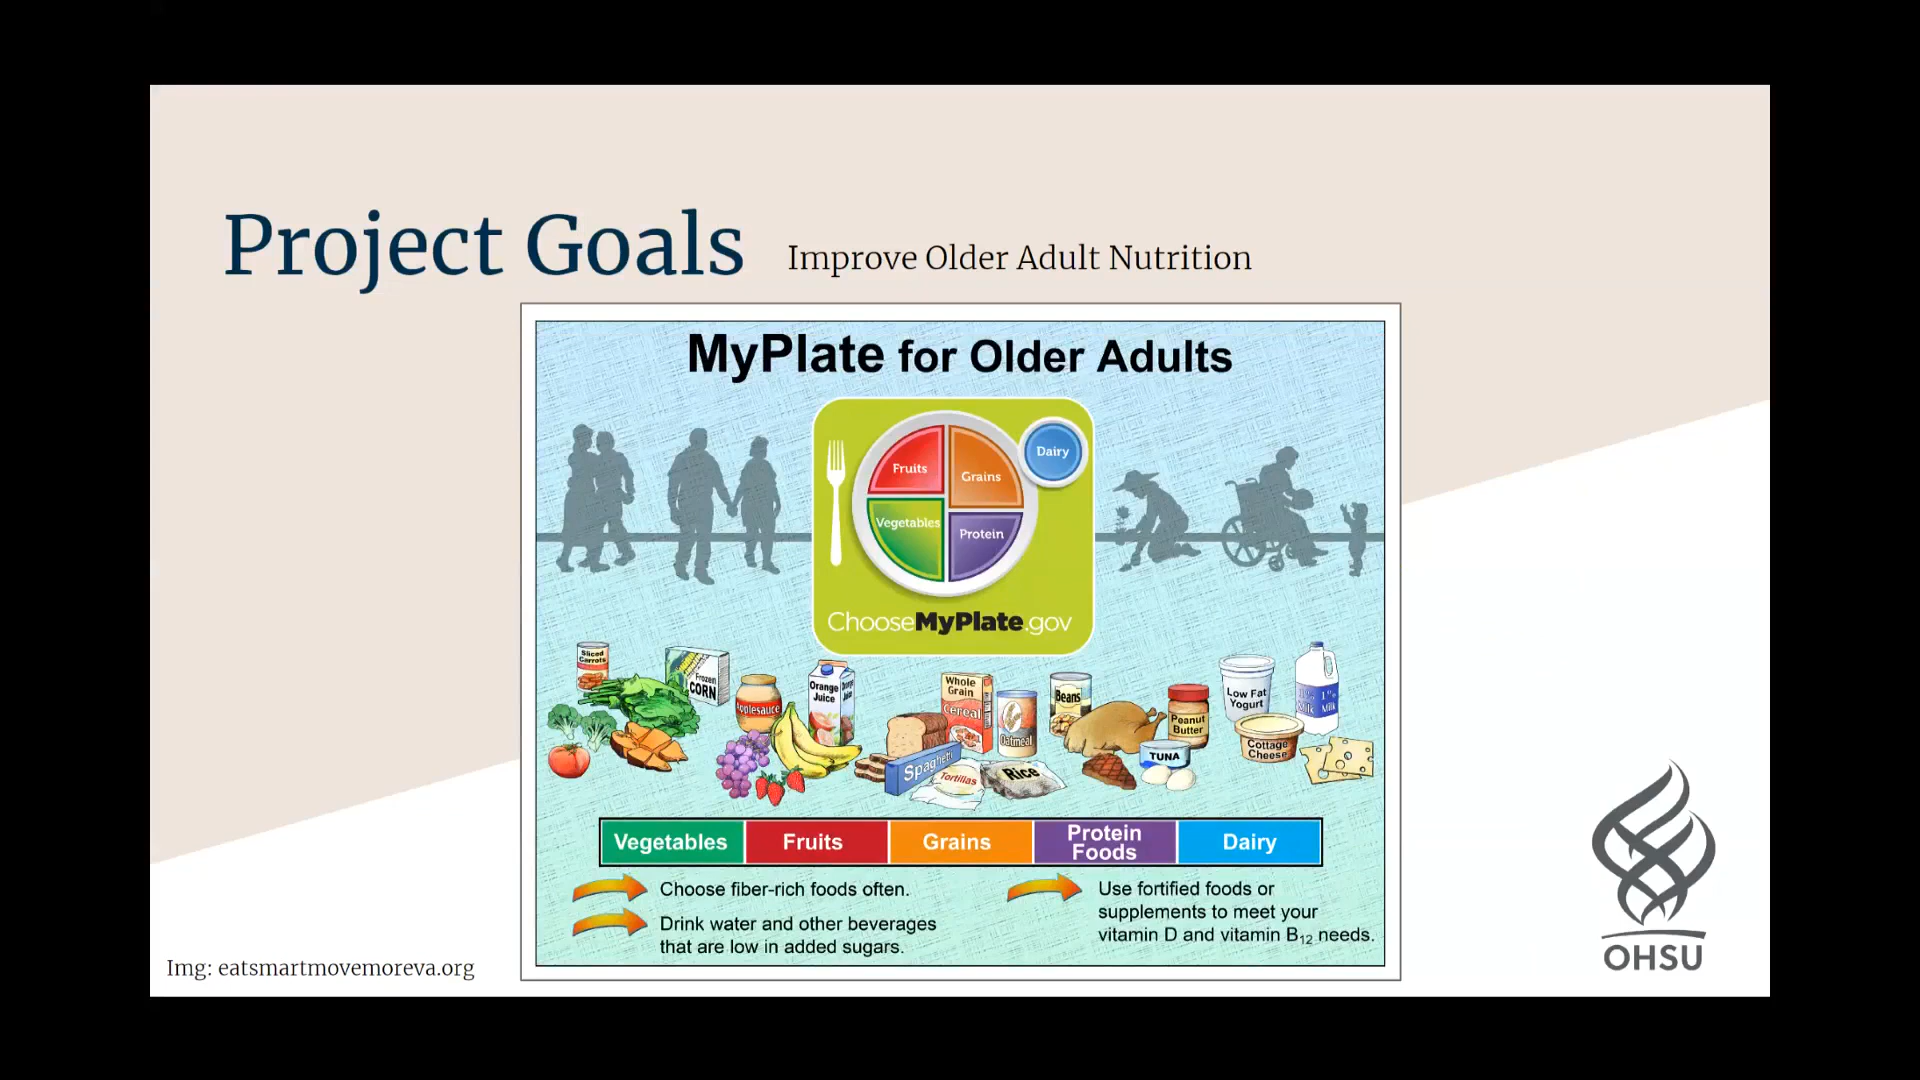 Project Goals
Improve Older Adult Nutrition
MyPlate for Older Adults
Fruits
Grains
Dairy
Vegetables
Protein
ChooseMyPlate.gov
Sliced
Carrots
Frozen
CORN
Applesauce
Orange
Juice
Whole
Grain
Cereal
Oatmeal
Spaghetti
Tortillas
Rice
Beans
Peanut
Butter
TUNA
Low Fat
Yogurt
1% Milk
Cottage
Cheese
Vegetables
Fruits
Grains
Protein
Foods
Dairy
Choose fiber-rich foods often.
Drink water and other beverages
that are low in added sugars.
Use fortified foods or
supplements to meet your
vitamin D and vitamin B12 needs.
Img: eatsmartmovemoreva.org
OHSU